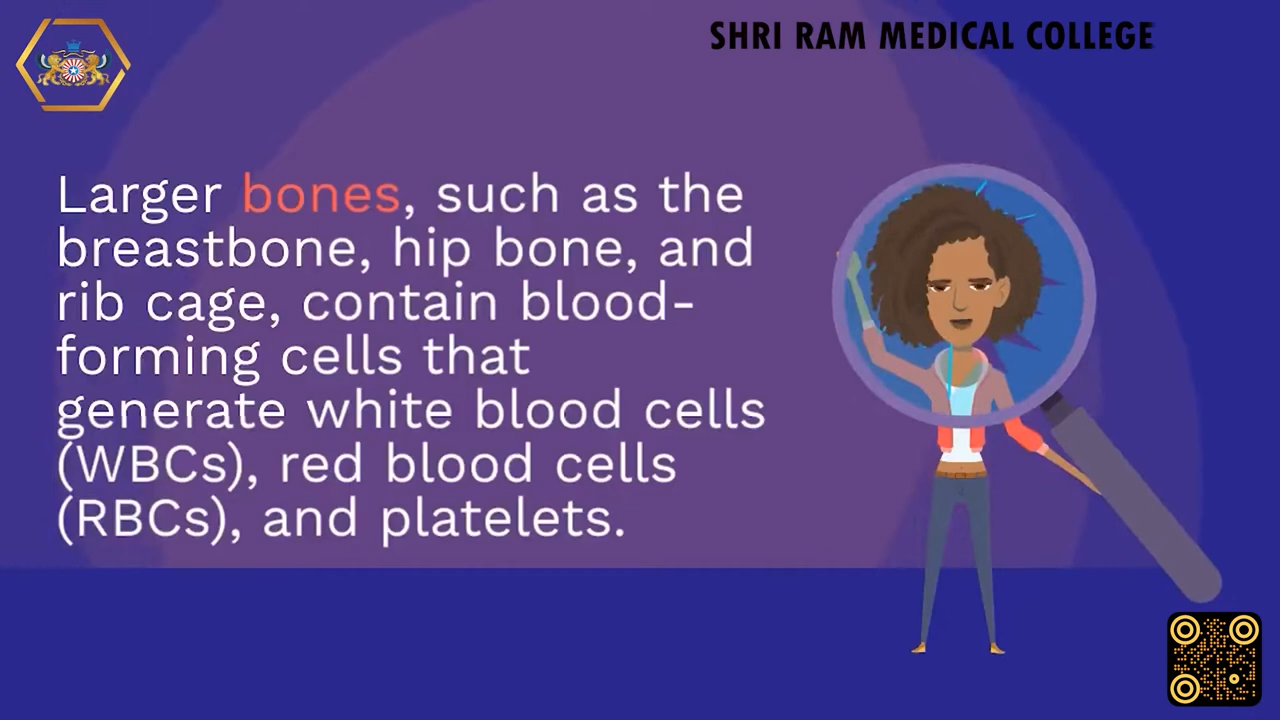 SHRI RAM MEDICAL COLLEGE
Larger bones, such as the
breastbone, hip bone, and
rib cage, contain blood-
forming cells that
generate white blood cells
(WBCs), red blood cells
(RBCs), and platelets.